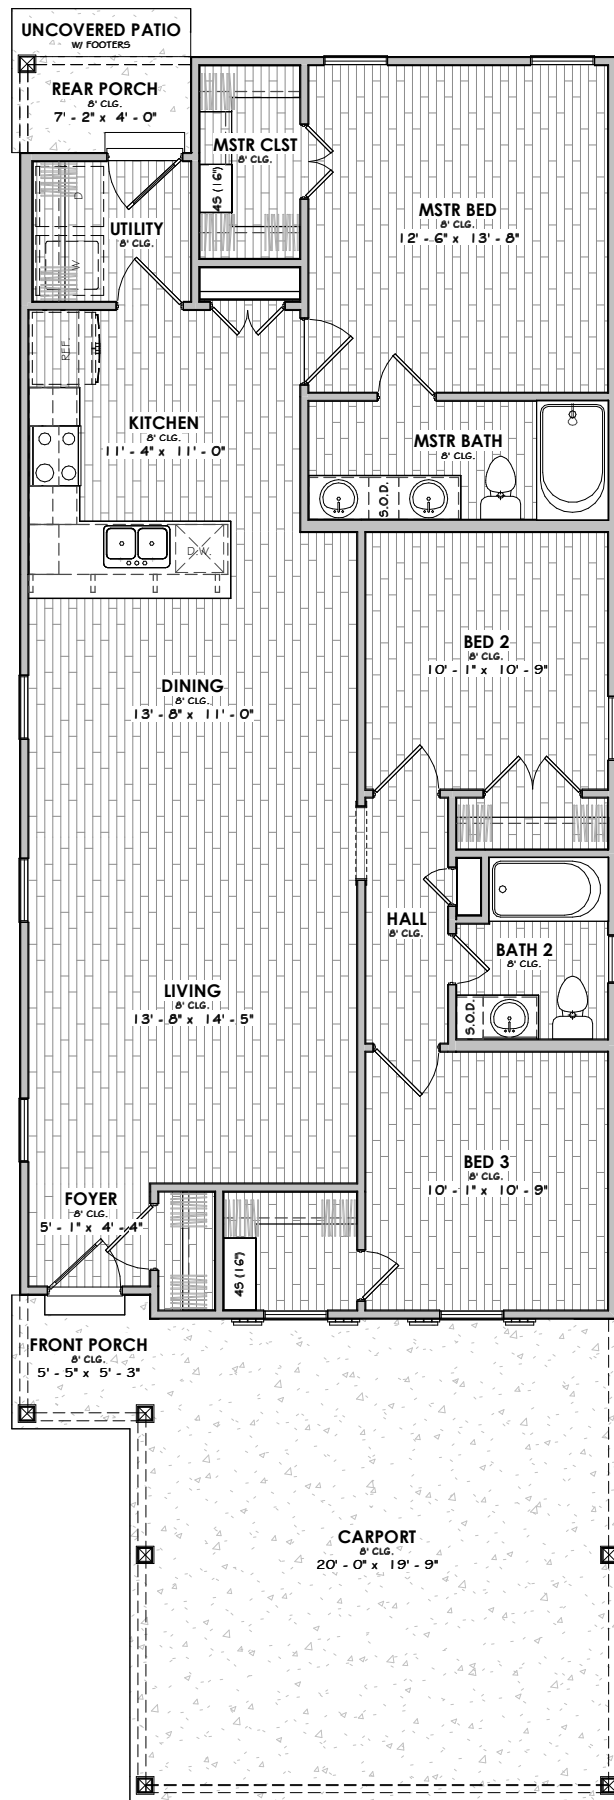 UNCOVERED PATIO
W/ FOOTERS
REAR PORCH
8' CLG.
7' - 2" x 4' - 0"
MSTR CLST
8' CLG.
4S (16")
D
W
UTILITY
8' CLG.
MSTR BED
8' CLG.
12' - 6" x 13' - 8"
REF.
KITCHEN
8' CLG.
11' - 4" x 11' - 0"
MSTR BATH
8' CLG.
S.O.D.
D.W.
BED 2
8' CLG.
10' - 1" x 10' - 9"
DINING
8' CLG.
13' - 8" x 11' - 0"
HALL
8' CLG.
BATH 2
8' CLG.
S.O.D.
LIVING
8' CLG.
13' - 8" x 14' - 5"
BED 3
8' CLG.
10' - 1" x 10' - 9"
FOYER
8' CLG.
5' - 1" x 4' - 4"
4S (16")
FRONT PORCH
8' CLG.
5' - 5" x 5' - 3"
CARPORT
8' CLG.
20' - 0" x 19' - 9"